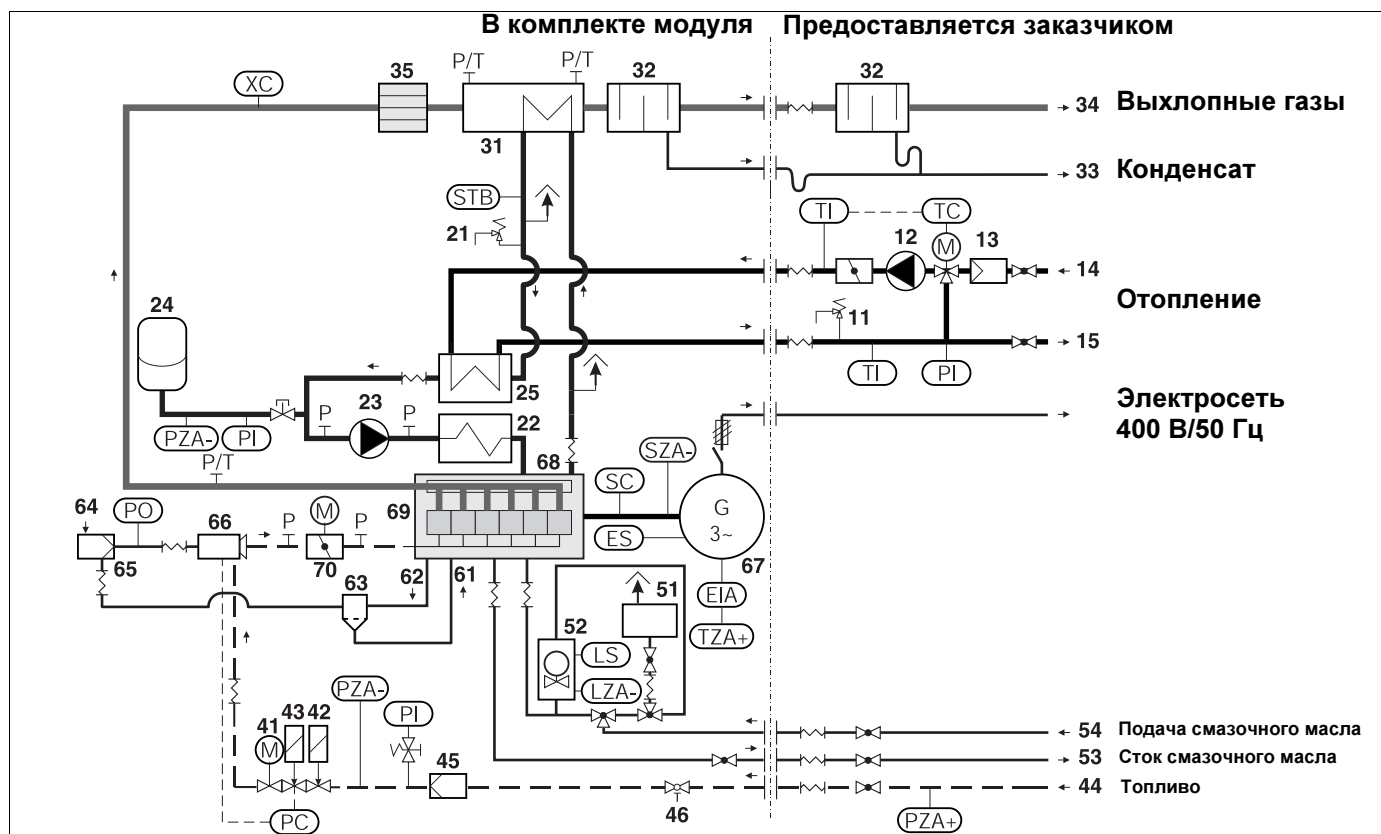 В комплекте модуля
Предоставляется заказчиком
P/T
P/T
XC
35
32
32
34 Выхлопные газы
31
33 Конденсат
STB
21
TI
TC
12
M
13
14
Отопление
11
15
24
TI
PI
25
23
Электросеть
400 В/50 Гц
PZA-
PI
P
P
22
P/T
68
SZA-
SC
G
3~
64
PO
66
P
M
P
69
ES
67
65
70
62
61
63
51
EIA
52
LS
TZA+
LZA-
PZA-
PI
41
43
42
M
54 Подача смазочного масла
53 Сток смазочного масла
45
44 Топливо
46
PC
PZA+